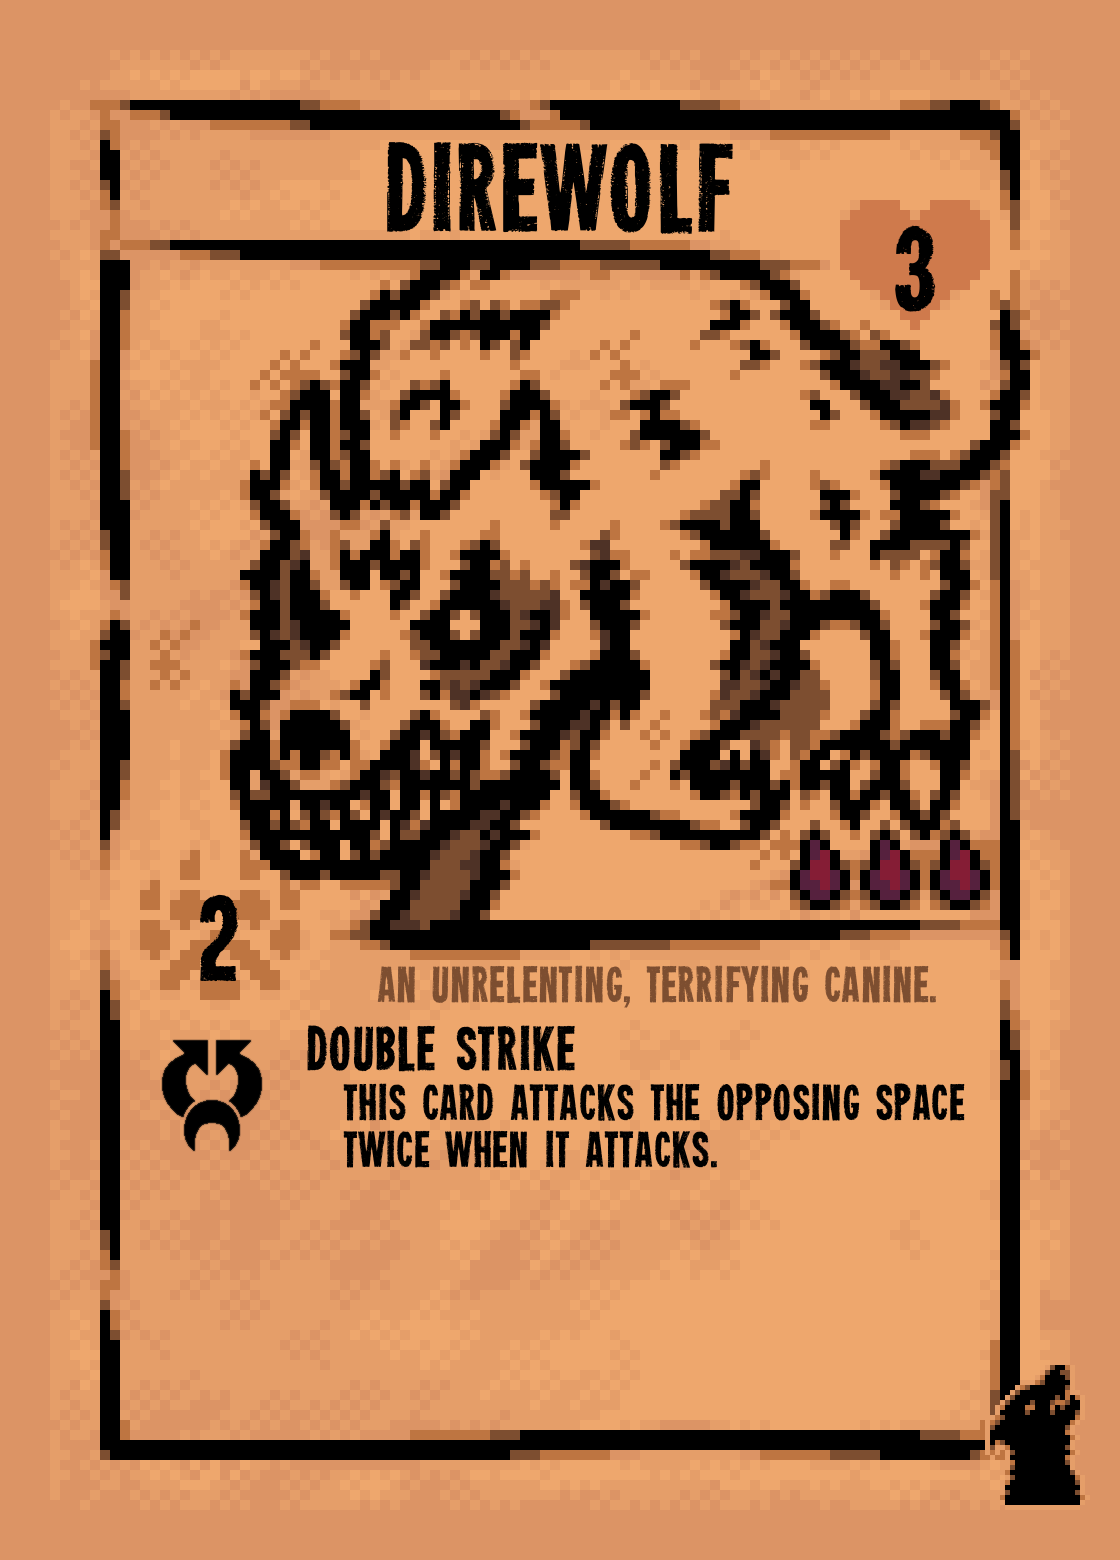 DIREWOLF
3
2
AN UNRELENTING, TERRIFYING CANINE.
DOUBLE STRIKE
THIS CARD ATTACKS THE OPPOSING SPACE
TWICE WHEN IT ATTACKS.